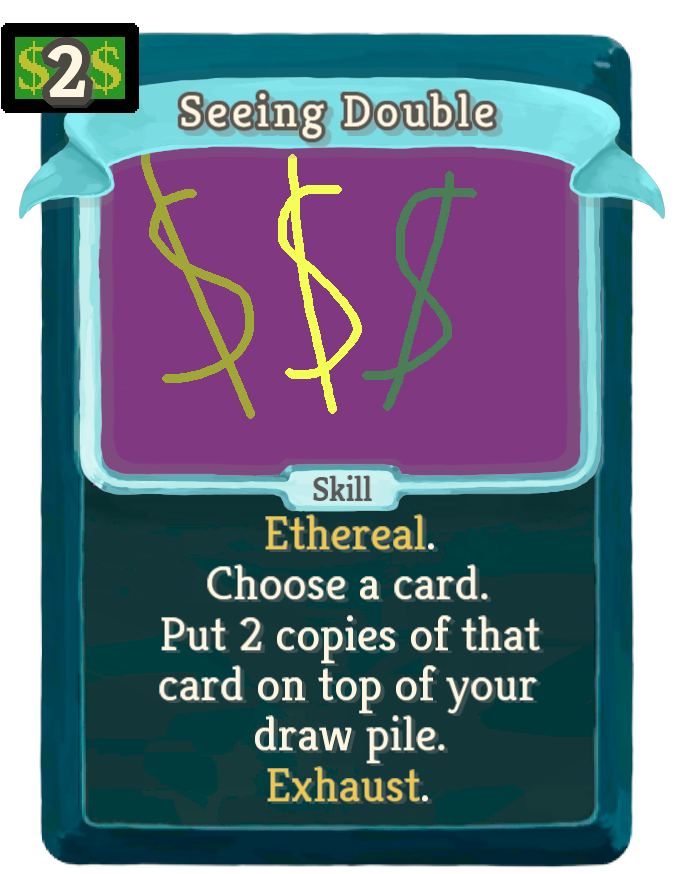 $2$
Seeing Double
$ $ $
Skill
Ethereal.
Choose a card.
Put 2 copies of that
card on top of your
draw pile.
Exhaust.